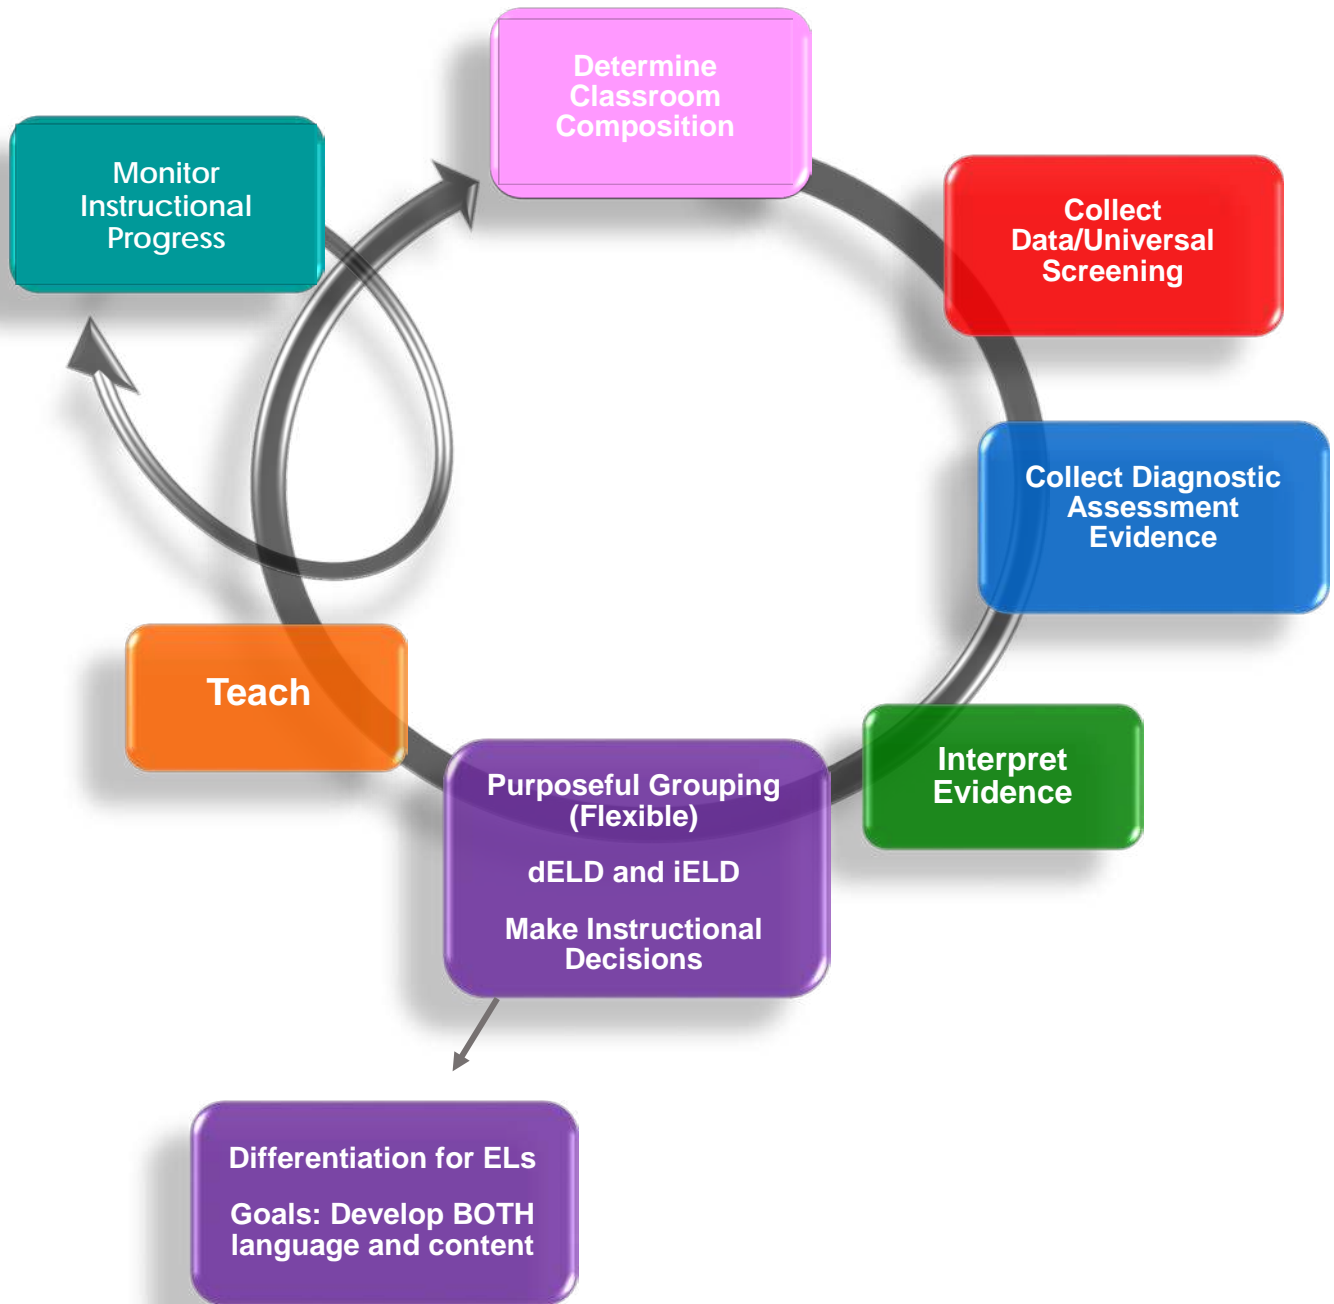 Determine
Classroom
Composition
Collect
Data/Universal
Screening
Collect Diagnostic
Assessment
Evidence
Interpret
Evidence
Purposeful Grouping
(Flexible)
dELD and iELD
Make Instructional
Decisions
Differentiation for ELs
Goals: Develop BOTH
language and content
Teach
Monitor
Instructional
Progress